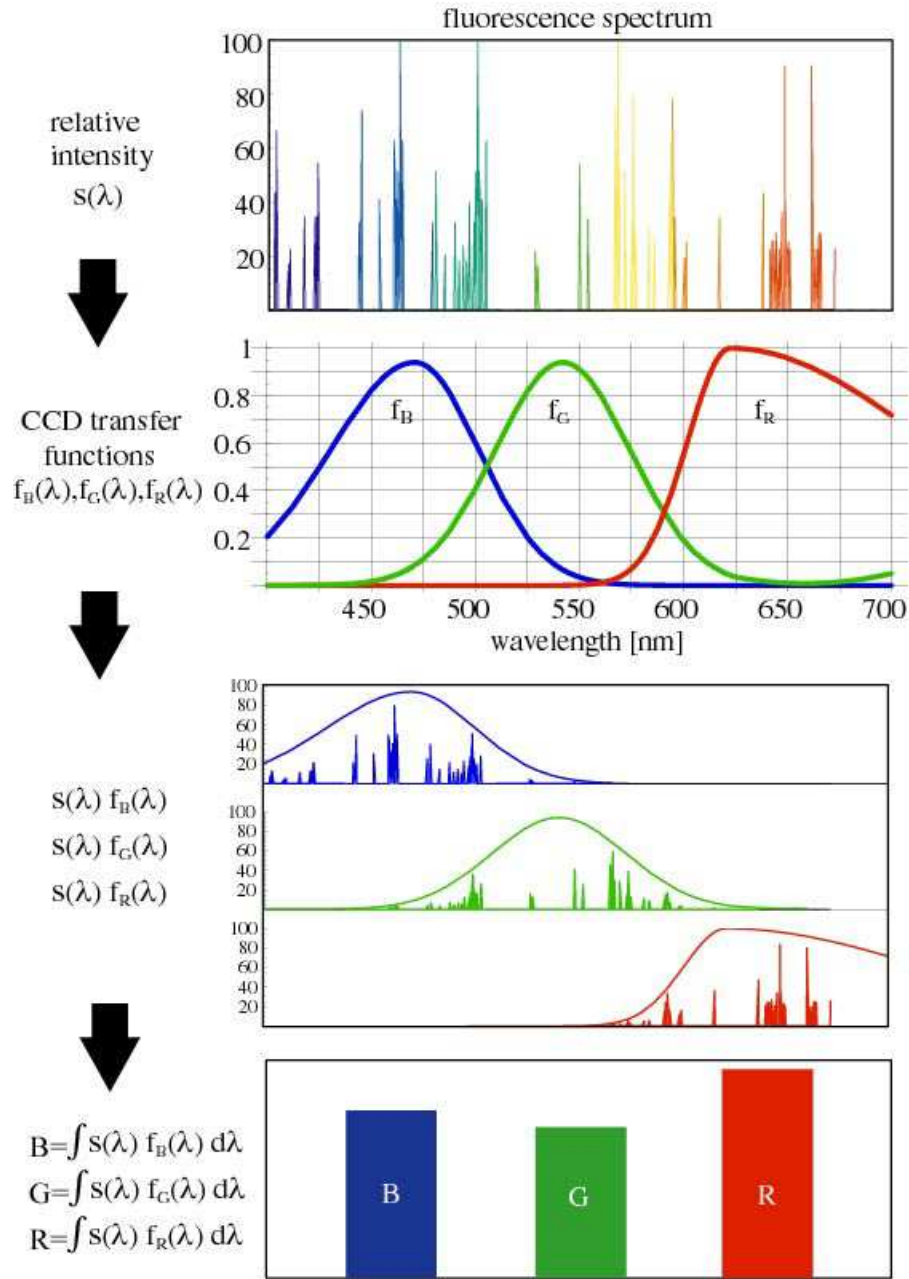 fluorescence spectrum
100
80
60
40
20
relative
intensity
s(λ)
1
0.8
0.6
0.4
0.2
f_B
f_G
f_R
CCD transfer
functions
f_B(λ),f_G(λ),f_R(λ)
450 500 550 600 650 700
wavelength [nm]
100
80
60
40
20
100
80
60
40
20
100
80
60
40
20
s(λ) f_B(λ)
s(λ) f_G(λ)
s(λ) f_R(λ)
B=∫s(λ) f_B(λ) dλ
G=∫s(λ) f_G(λ) dλ
R=∫s(λ) f_R(λ) dλ
B
G
R